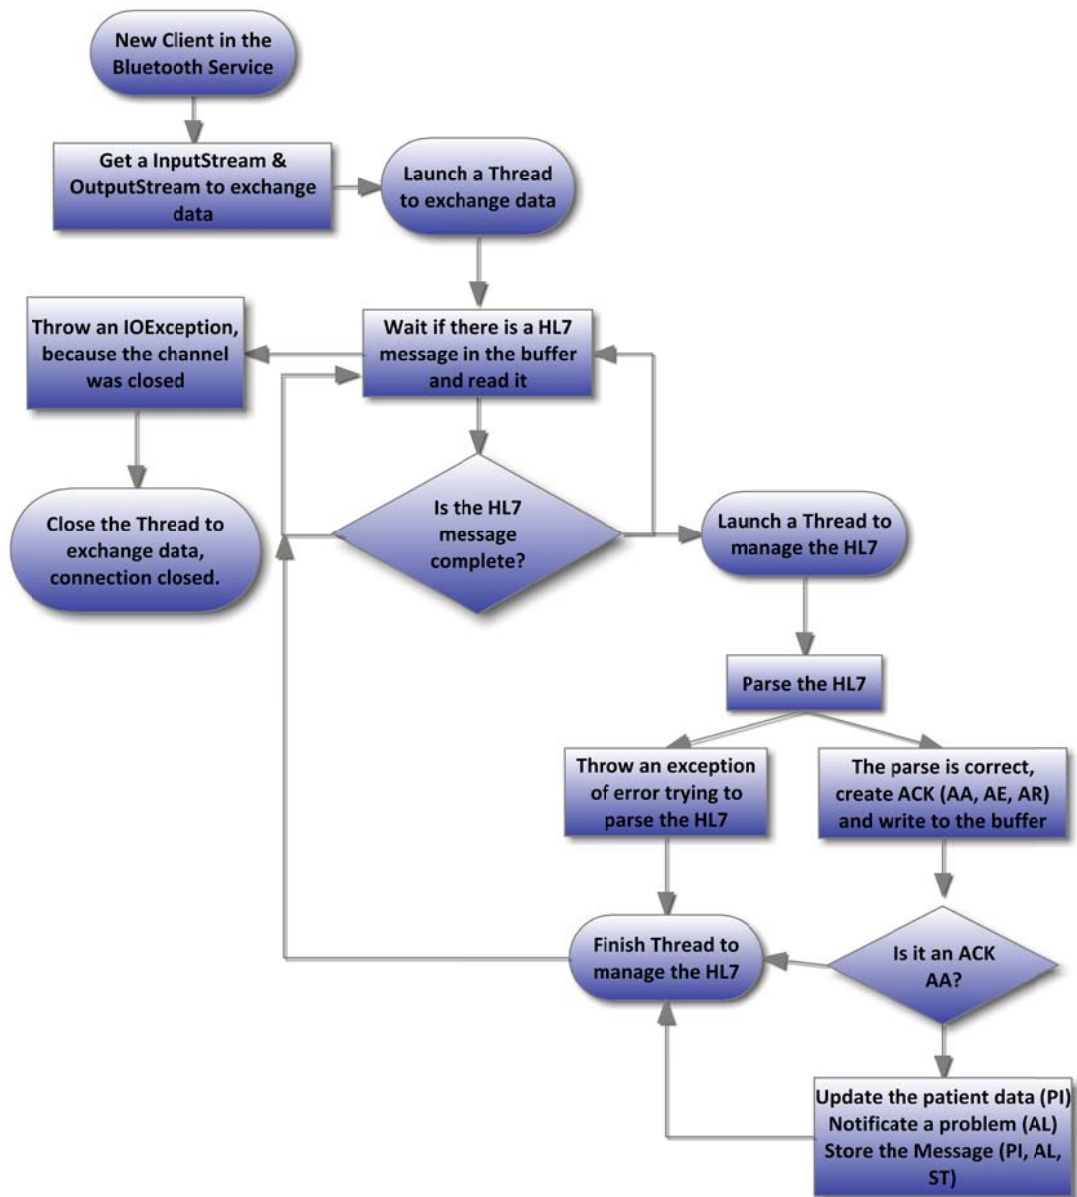 New Client in the
Bluetooth Service
Get a InputStream &
OutputStream to exchange
data
Launch a Thread
to exchange data
Throw an IOException,
because the channel
was closed
Wait if there is a HL7
message in the buffer
and read it
Close the Thread to
exchange data,
connection closed.
Is the HL7
message
complete?
Launch a Thread to
manage the HL7
Parse the HL7
Throw an exception
of error trying to
parse the HL7
The parse is correct,
create ACK (AA, AE, AR)
and write to the buffer
Finish Thread to
manage the HL7
Is it an ACK
AA?
Update the patient data (PI)
Notificate a problem (AL)
Store the Message (PI, AL,
ST)